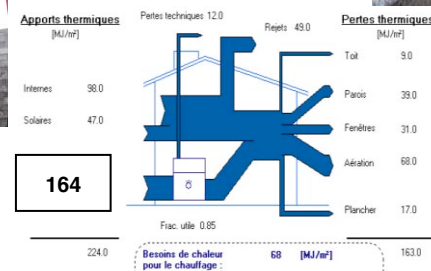 Apports thermiques
[MJ/m²]
Pertes techniques 12.0
Rejets 49.0
Pertes thermiques
[MJ/m²]
Toit 9.0
Internes 98.0
Parois 39.0
Solaires 47.0
Fenêtres 31.0
164
Aération 68.0
Plancher 17.0
Frac. utile 0.85
224.0
Besoins de chaleur
pour le chauffage :
68 [MJ/m²]
163.0